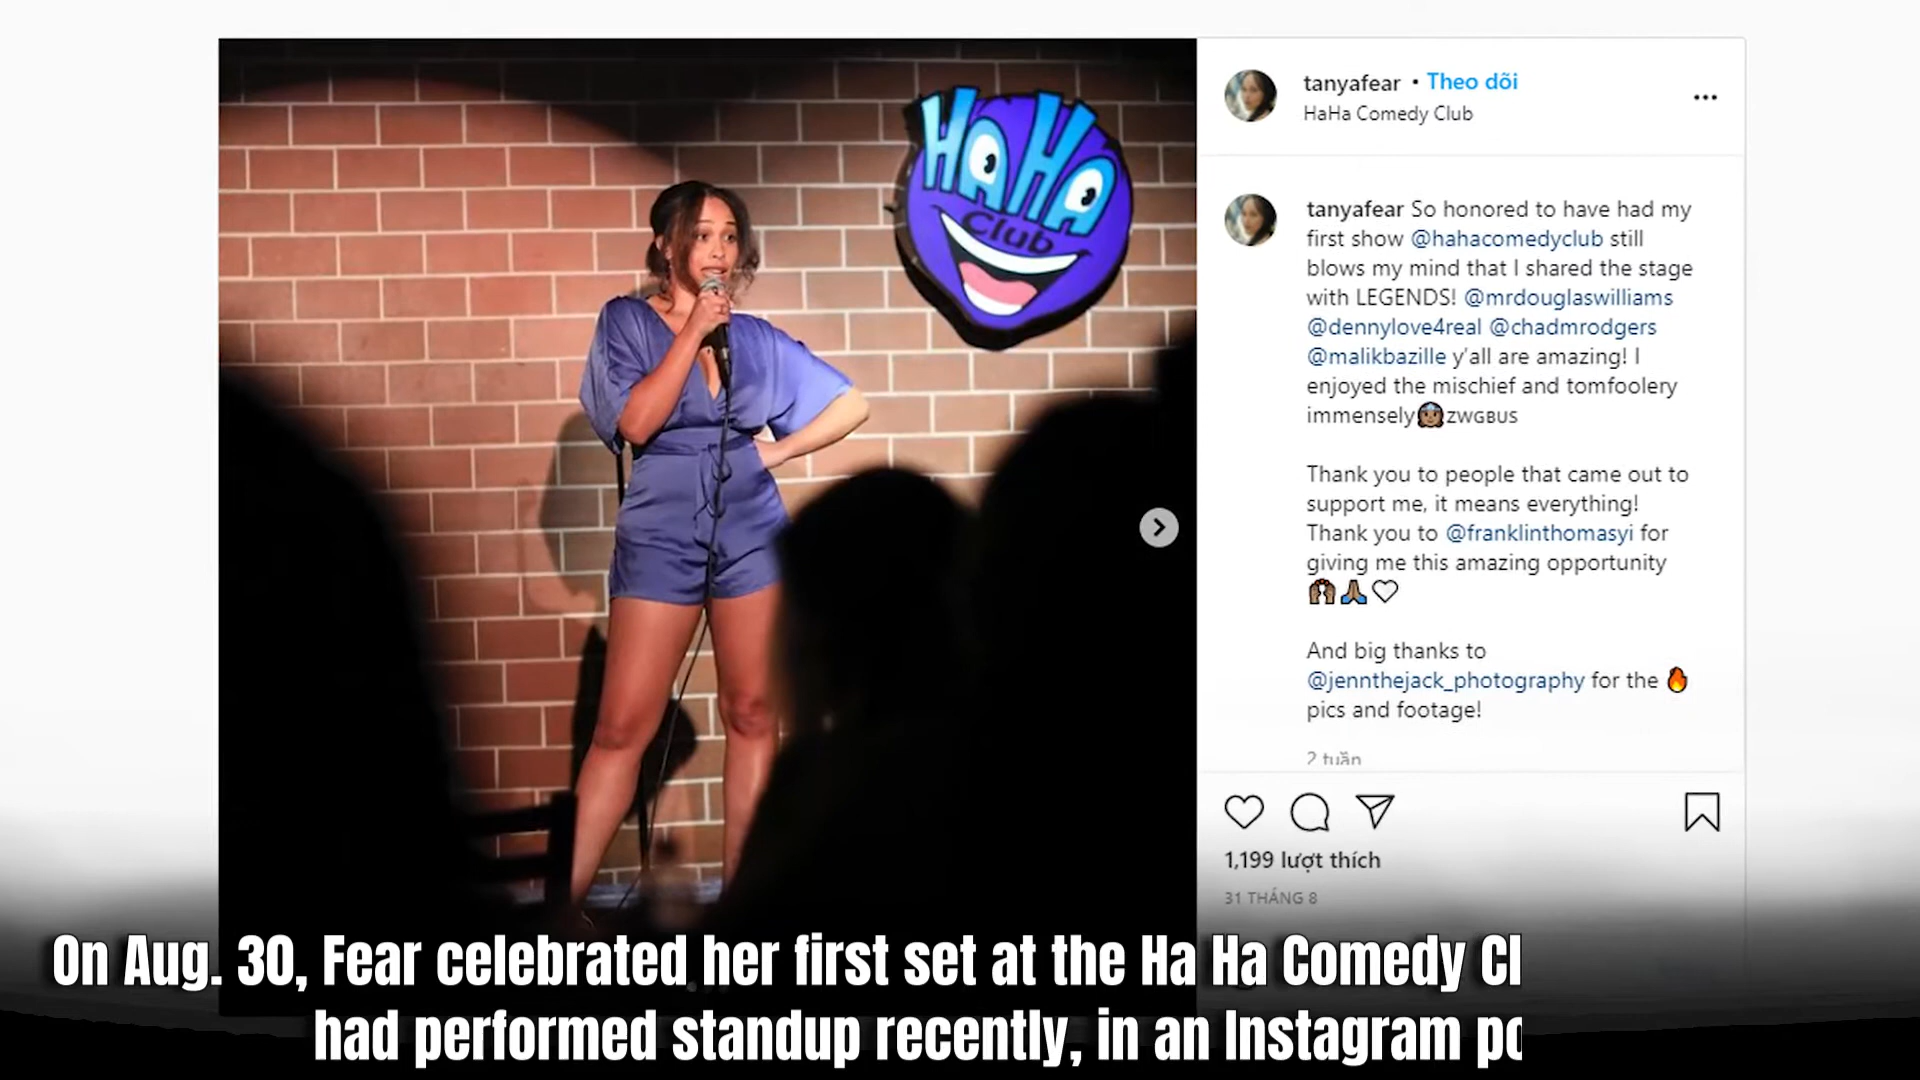 HaHa
Club
tanyafear • Theo dõi
HaHa Comedy Club
tanyafear So honored to have had my
first show @hahacomedyclub still
blows my mind that I shared the stage
with LEGENDS! @mrdouglaswilliams
@dennylove4real @chadmrodgers
@malikbazille y'all are amazing! I
enjoyed the mischief and tomfoolery
immensely👸🏽ZWGBUS
Thank you to people that came out to
support me, it means everything!
Thank you to @franklinthomasyi for
giving me this amazing opportunity
🙌🏽🙏🏽♡
And big thanks to
@jennthejack_photography for the 🔥
pics and footage!
2 tuần
1,199 lượt thích
31 THÁNG 8
On Aug. 30, Fear celebrated her first set at the Ha Ha Comedy Cl
had performed standup recently, in an Instagram po